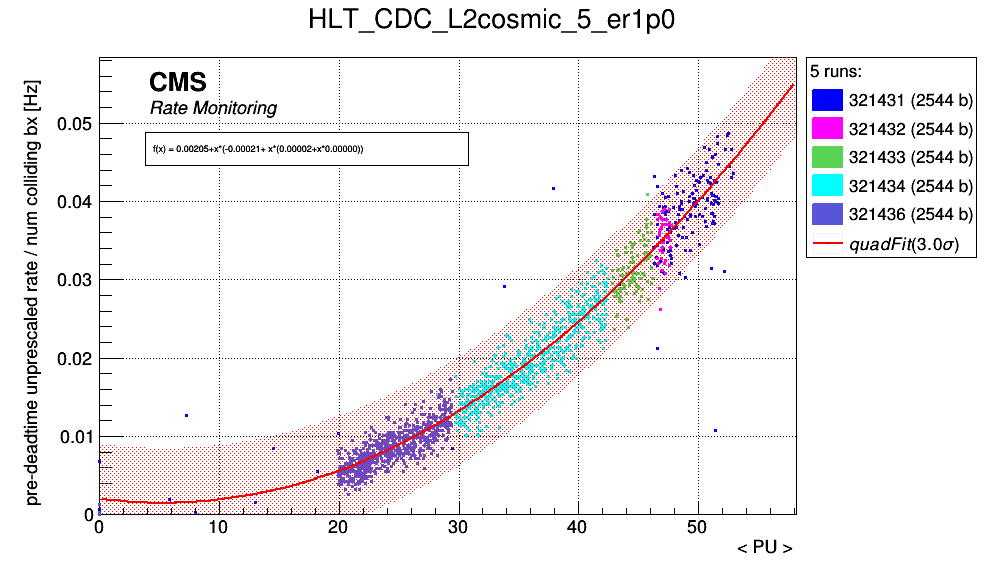 HLT_CDC_L2cosmic_5_er1p0
CMS
Rate Monitoring
f(x) = 0.00205+x*(-0.00021+ x*(0.00002+x*0.00000))
pre-deadtime unprescaled rate / num colliding bx [Hz]
0.05
0.04
0.03
0.02
0.01
0
0 10 20 30 40 50
< PU >
5 runs:
321431 (2544 b)
321432 (2544 b)
321433 (2544 b)
321434 (2544 b)
321436 (2544 b)
quadFit(3.0σ)